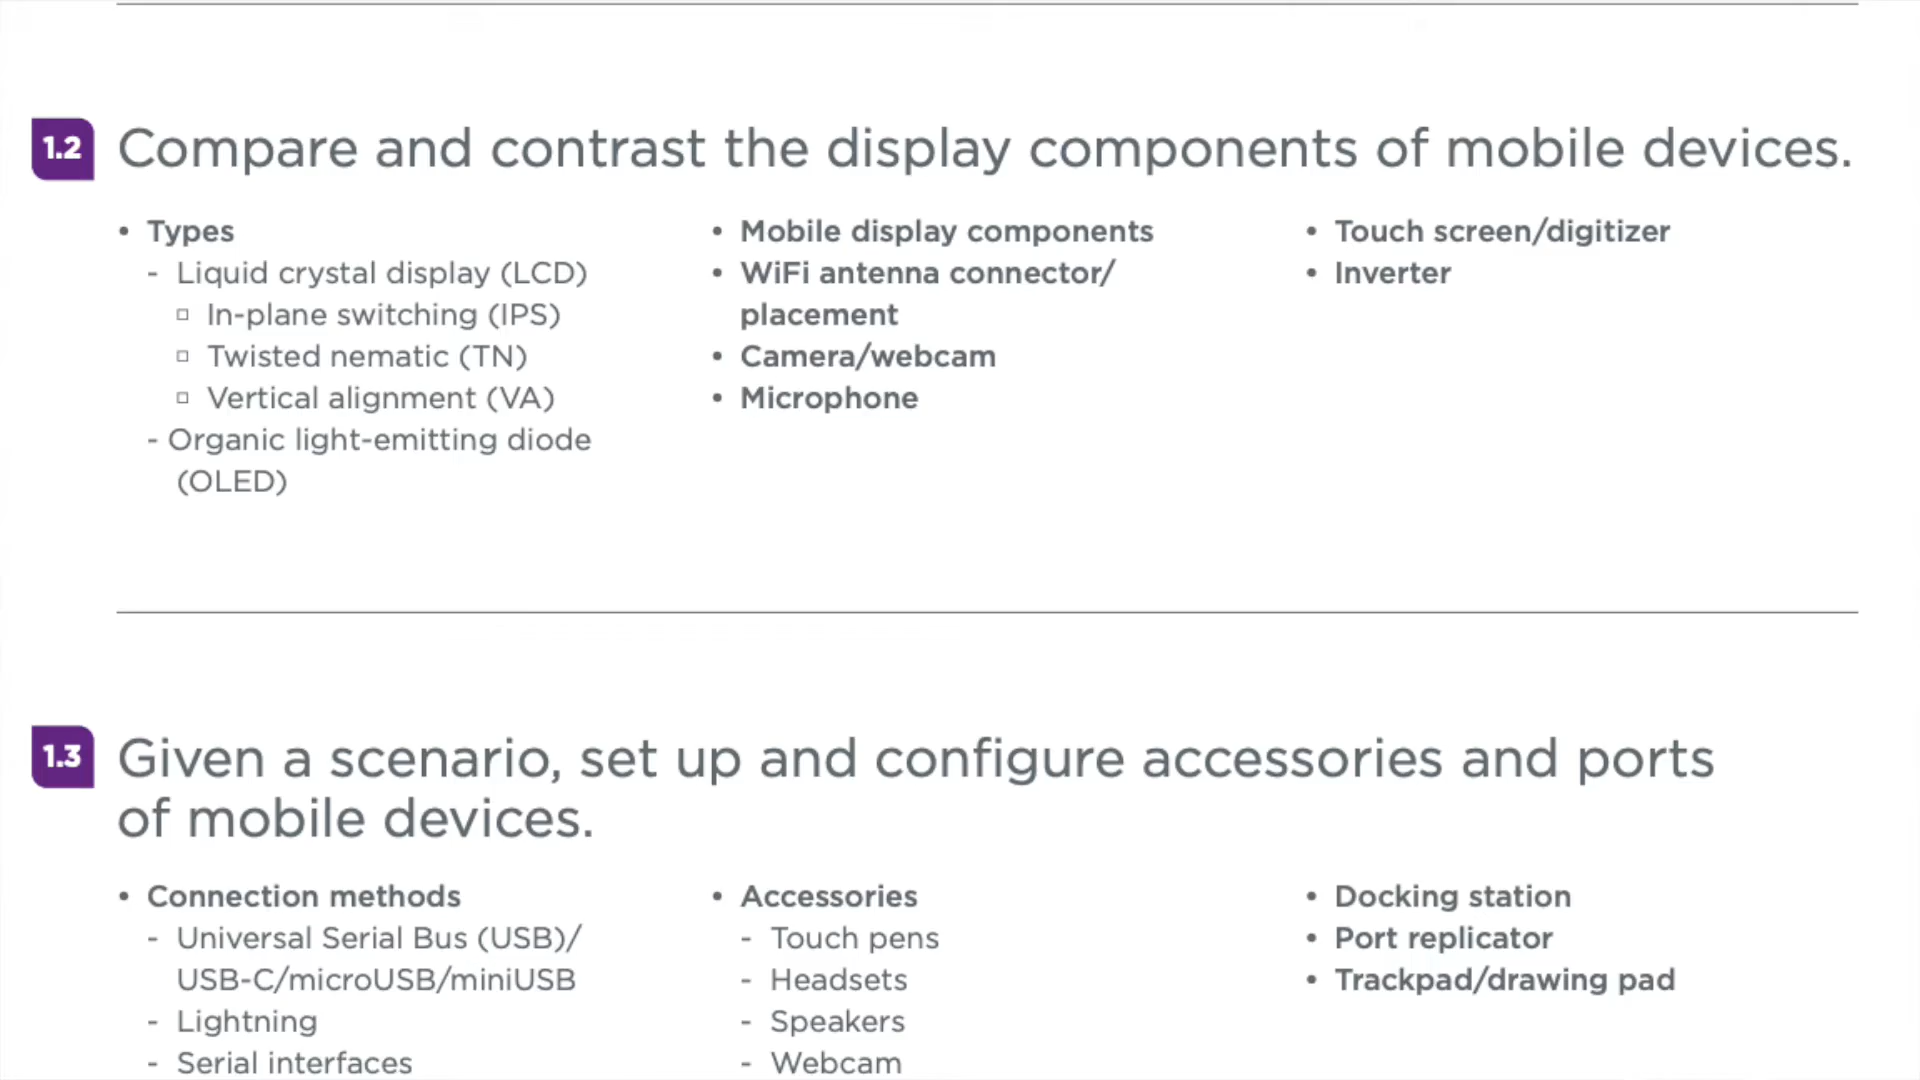 1.2 Compare and contrast the display components of mobile devices.
• Types
- Liquid crystal display (LCD)
▫ In-plane switching (IPS)
▫ Twisted nematic (TN)
▫ Vertical alignment (VA)
- Organic light-emitting diode
(OLED)
• Mobile display components
• WiFi antenna connector/
placement
• Camera/webcam
• Microphone
• Touch screen/digitizer
• Inverter
1.3 Given a scenario, set up and configure accessories and ports
of mobile devices.
• Connection methods
- Universal Serial Bus (USB)/
USB-C/microUSB/miniUSB
- Lightning
- Serial interfaces
• Accessories
- Touch pens
- Headsets
- Speakers
- Webcam
• Docking station
• Port replicator
• Trackpad/drawing pad